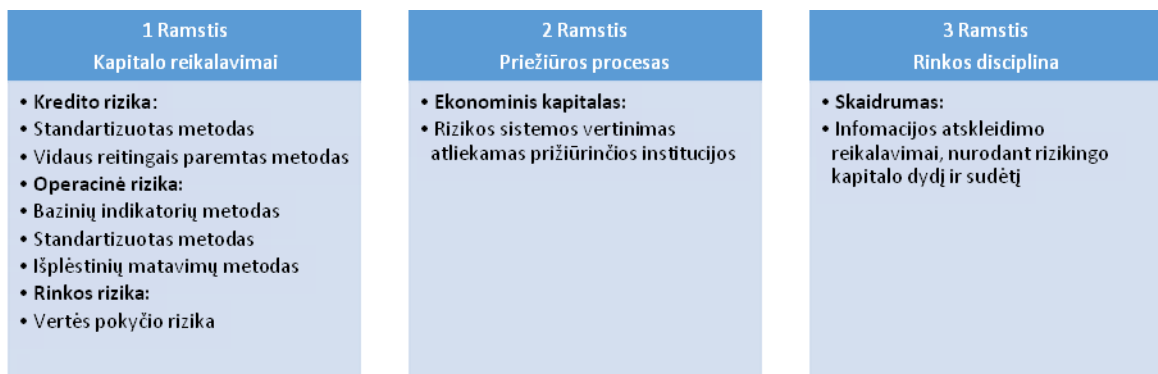 1 Ramstis
Kapitalo reikalavimai
• Kredito rizika:
• Standartizuotas metodas
• Vidaus reitingais paremtas metodas
• Operacinė rizika:
• Bazinių indikatorių metodas
• Standartizuotas metodas
• Išplėstinių matavimų metodas
• Rinkos rizika:
• Vertės pokyčio rizika
2 Ramstis
Priežiūros procesas
• Ekonominis kapitalas:
• Rizikos sistemos vertinimas
atliekamas prižiūrinčios institucijos
3 Ramstis
Rinkos disciplina
• Skaidrumas:
• Infomacijos atskleidimo
reikalavimai, nurodant rizikingo
kapitalo dydį ir sudėtį